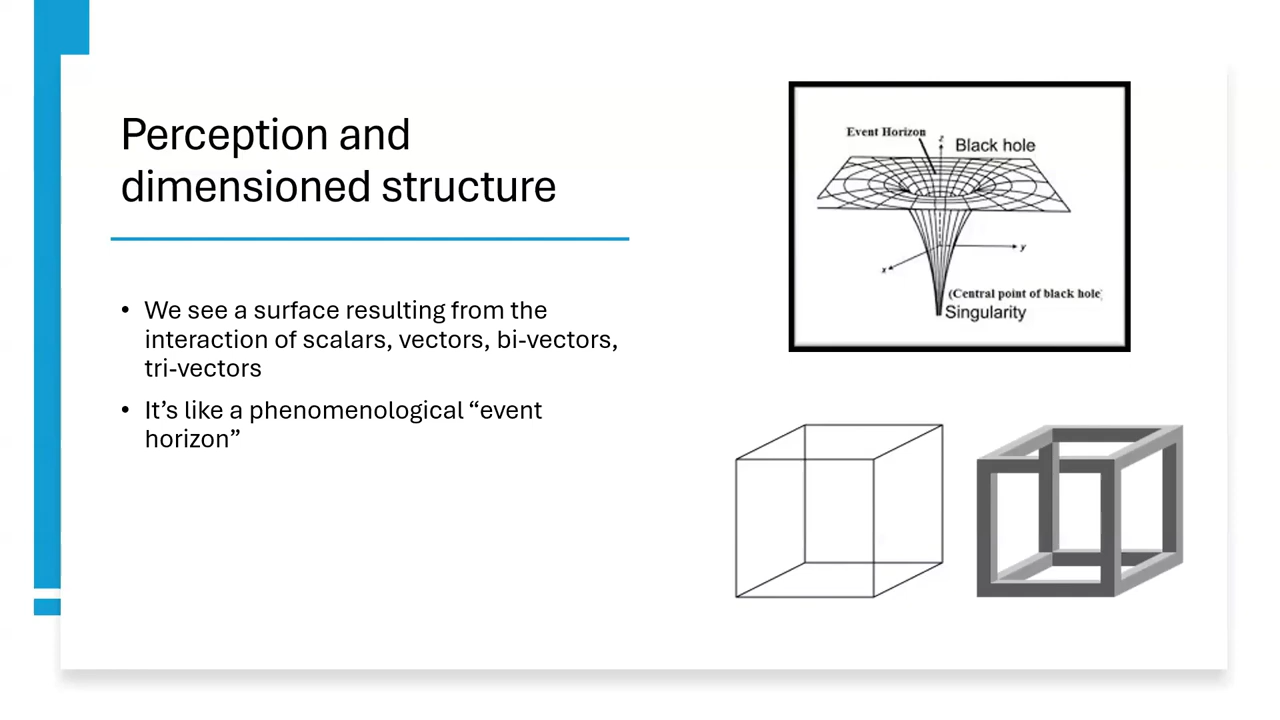 Perception and
dimensioned structure
• We see a surface resulting from the
interaction of scalars, vectors, bi-vectors,
tri-vectors
• It’s like a phenomenological “event
horizon”
Event Horizon
z
Black hole
y
x
(Central point of black hole)
Singularity